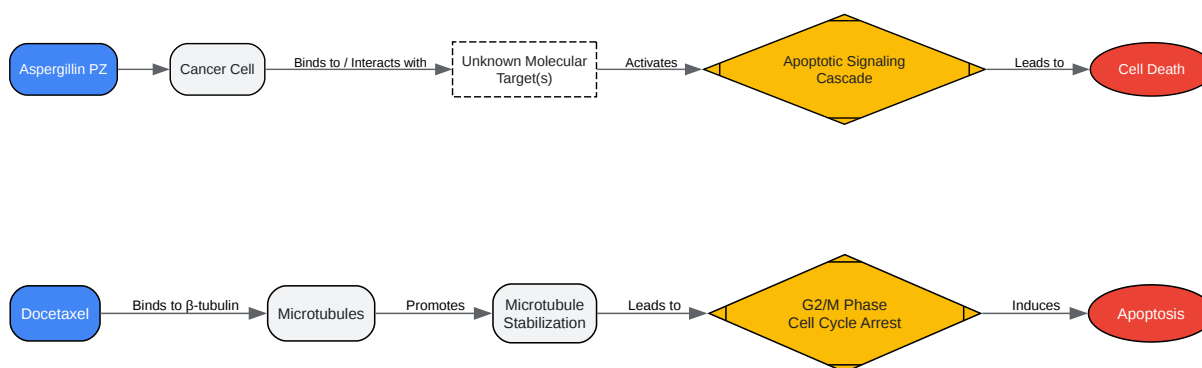 Aspergillin PZ
Cancer Cell
Binds to / Interacts with
Unknown Molecular
Target(s)
Activates
Apoptotic Signaling
Cascade
Leads to
Cell Death
Docetaxel
Binds to β-tubulin
Microtubules
Promotes
Microtubule
Stabilization
Leads to
G2/M Phase
Cell Cycle Arrest
Induces
Apoptosis